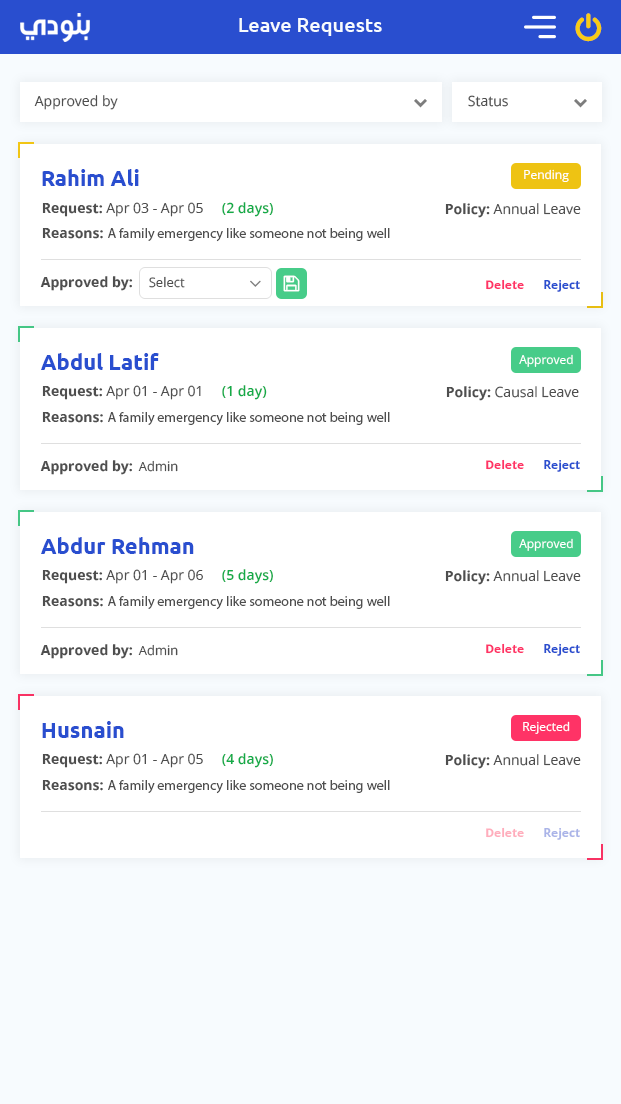 بنودي
Leave Requests
Approved by
Status
Rahim Ali
Pending
Request: Apr 03 - Apr 05 (2 days)
Policy: Annual Leave
Reasons: A family emergency like someone not being well
Approved by: Select
Delete Reject
Abdul Latif
Approved
Request: Apr 01 - Apr 01 (1 day)
Policy: Causal Leave
Reasons: A family emergency like someone not being well
Approved by: Admin
Delete Reject
Abdur Rehman
Approved
Request: Apr 01 - Apr 06 (5 days)
Policy: Annual Leave
Reasons: A family emergency like someone not being well
Approved by: Admin
Delete Reject
Husnain
Rejected
Request: Apr 01 - Apr 05 (4 days)
Policy: Annual Leave
Reasons: A family emergency like someone not being well
Delete Reject